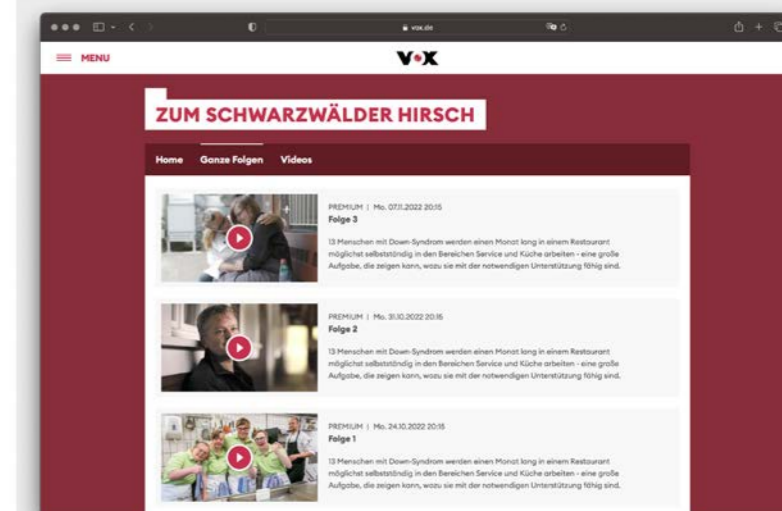 vox.de
MENU
VOX
ZUM SCHWARZWÄLDER HIRSCH
Home Ganze Folgen Videos
PREMIUM | Mo. 07.11.2022 20:15
Folge 3
13 Menschen mit Down-Syndrom werden einen Monat lang in einem Restaurant
möglichst selbstständig in den Bereichen Service und Küche arbeiten - eine große
Aufgabe, die zeigen kann, wozu sie mit der notwendigen Unterstützung fähig sind.
PREMIUM | Mo. 31.10.2022 20:15
Folge 2
13 Menschen mit Down-Syndrom werden einen Monat lang in einem Restaurant
möglichst selbstständig in den Bereichen Service und Küche arbeiten - eine große
Aufgabe, die zeigen kann, wozu sie mit der notwendigen Unterstützung fähig sind.
PREMIUM | Mo. 24.10.2022 20:15
Folge 1
13 Menschen mit Down-Syndrom werden einen Monat lang in einem Restaurant
möglichst selbstständig in den Bereichen Service und Küche arbeiten - eine große
Aufgabe, die zeigen kann, wozu sie mit der notwendigen Unterstützung fähig sind.